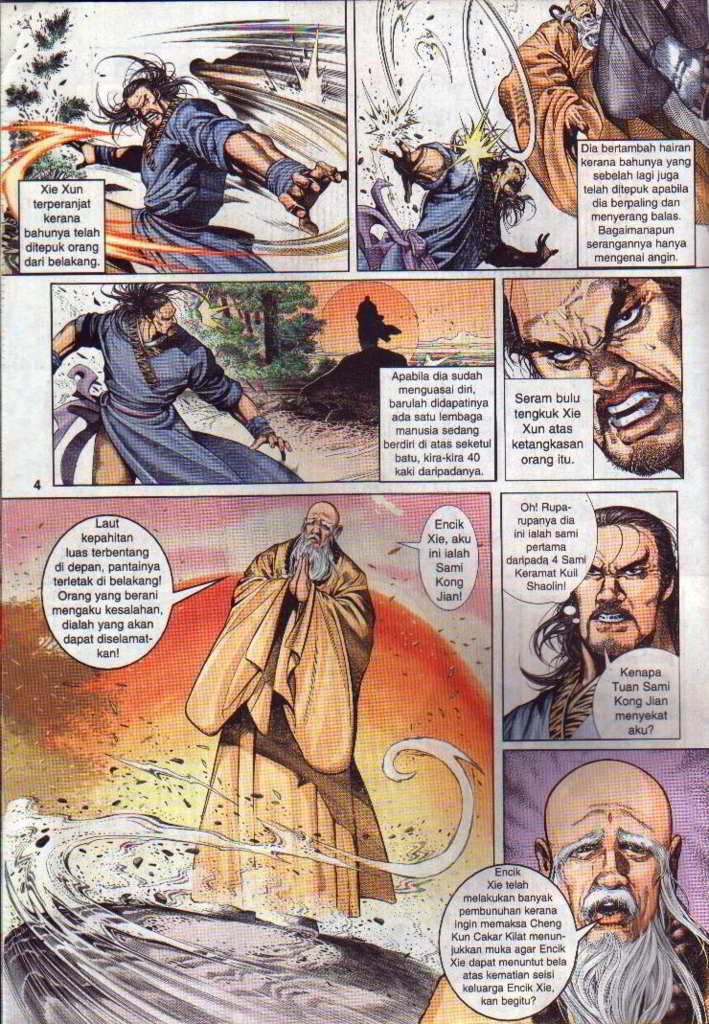 Xie Xun
terperanjat
kerana
bahunya telah
ditepuk orang
dari belakang.
Dia bertambah hairan
kerana bahunya yang
sebelah lagi juga
telah ditepuk apabila
dia berpaling dan
menyerang balas.
Bagaimanapun
serangannya hanya
mengenai angin.
Apabila dia sudah
menguasai diri,
barulah didapatinya
ada satu lembaga
manusia sedang
berdiri di atas seketul
batu, kira-kira 40
kaki daripadanya.
Seram bulu
tengkuk Xie
Xun atas
ketangkasan
orang itu.
4
Laut
kepahitan
luas terbentang
di depan, pantainya
terletak di belakang!
Orang yang berani
mengaku kesalahan,
dialah yang akan
dapat diselamat-
kan!
Encik
Xie, aku
ini ialah
Sami
Kong
Jian!
Oh! Rupa-
rupanya dia
ini ialah sami
pertama
daripada 4 Sami
Keramat Kuil
Shaolin!
Kenapa
Tuan Sami
Kong Jian
menyekat
aku?
Encik
Xie telah
melakukan banyak
pembunuhan kerana
ingin memaksa Cheng
Kun Cakar Kilat menun-
jukkan muka agar Encik
Xie dapat menuntut bela
atas kematian seisi
keluarga Encik Xie,
kan begitu?